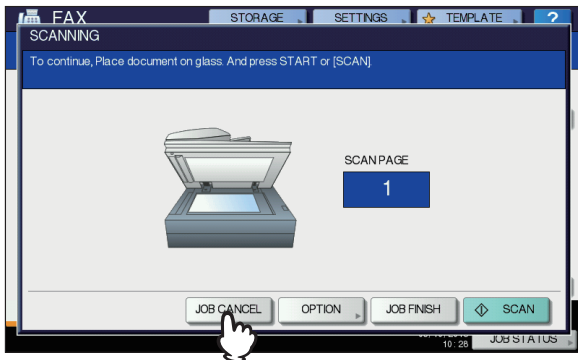 FAX
STORAGE
SETTINGS
TEMPLATE
?
SCANNING
To continue, Place document on glass. And press START or [SCAN].
SCAN PAGE
1
JOB CANCEL
OPTION
JOB FINISH
SCAN
10:28
JOB STATUS